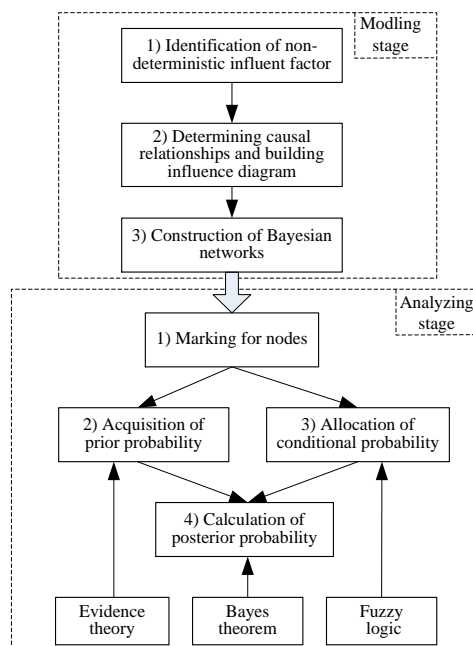 Modling
stage
1) Identification of non-
deterministic influent factor
2) Determining causal
relationships and building
influence diagram
3) Construction of Bayesian
networks
Analyzing
stage
1) Marking for nodes
2) Acquisition of
prior probability
3) Allocation of
conditional probability
4) Calculation of
posterior probability
Evidence
theory
Bayes
theorem
Fuzzy
logic